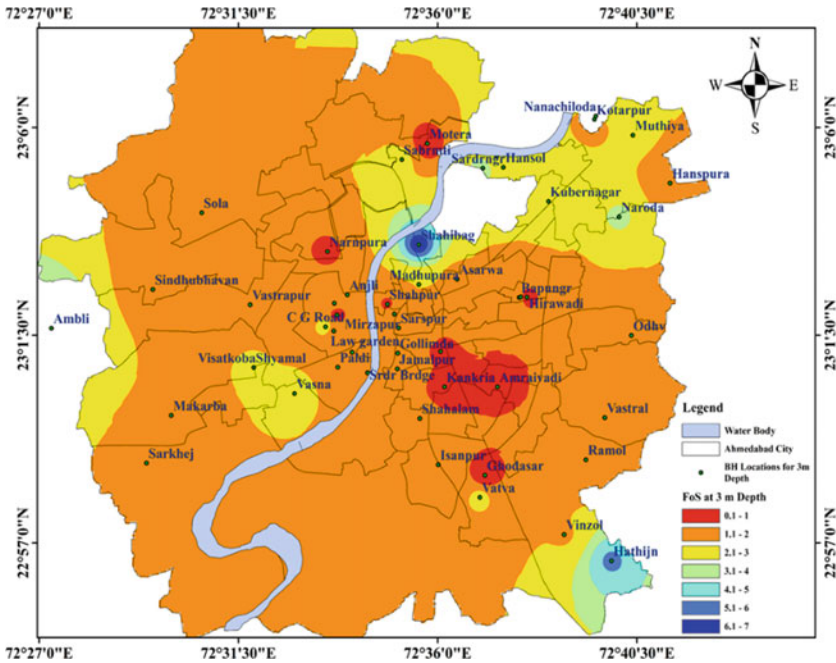 72°27'0"E 72°31'30"E 72°36'0"E 72°40'30"E
N
W E
S
23°6'0"N 23°6'0"N
23°1'30"N 23°1'30"N
22°57'0"N 22°57'0"N
Nanachiloda
Kotarpur
Muthiya
Motera
Sabrmti
Sardrngr
Hansol
Hanspura
Kubernagar
Naroda
Sola
Narnpura
Shahibag
Madhupura
Asarwa
Sindhubhavan
Vastrapur
Anjli
Shahpur
Bapungr
Hirawadi
Ambli
C G Road
Mirzapur
Sarspur
Odhv
Law garden
Gollimda
Visatkoba
Shyamal
Paldi
Jamalpur
Srdr Brdge
Kankria
Amraivadi
Vasna
Makarba
Shahalam
Vastral
Sarkhej
Isanpur
Ghodasar
Ramol
Vatva
Vinzol
Hathijn
Legend
Water Body
Ahmedabad City
BH Locations for 3m
Depth
FoS at 3 m Depth
0.1 - 1
1.1 - 2
2.1 - 3
3.1 - 4
4.1 - 5
5.1 - 6
6.1 - 7
72°27'0"E 72°31'30"E 72°36'0"E 72°40'30"E